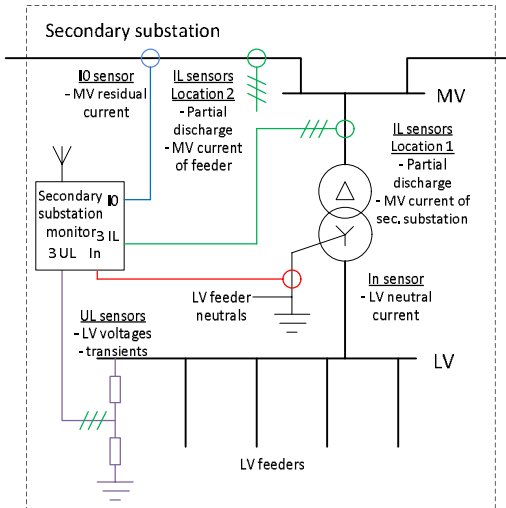 Secondary substation
I0 sensor
- MV residual
current
IL sensors
Location 2
- Partial
discharge
- MV current
of feeder
MV
IL sensors
Location 1
- Partial
discharge
- MV current
of sec. substation
Secondary I0
substation
monitor 3 IL
3 UL In
LV feeder
neutrals
In sensor
- LV neutral
current
UL sensors
- LV voltages
- transients
LV
LV feeders